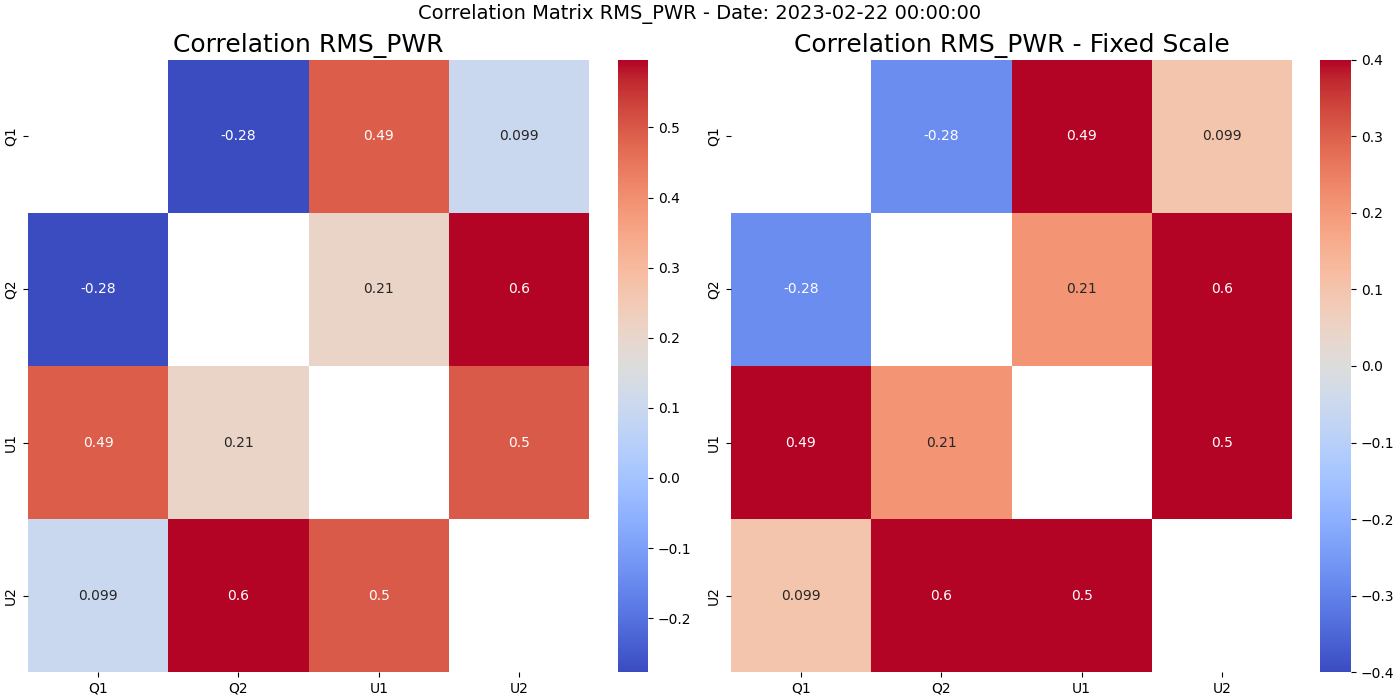 Correlation Matrix RMS_PWR - Date: 2023-02-22 00:00:00
Correlation RMS_PWR
Q1
-0.28
0.49
0.099
Q2
-0.28
0.21
0.6
U1
0.49
0.21
0.5
U2
0.099
0.6
0.5
Q1
Q2
U1
U2
0.5
0.4
0.3
0.2
0.1
0.0
−0.1
−0.2
Correlation RMS_PWR - Fixed Scale
Q1
-0.28
0.49
0.099
Q2
-0.28
0.21
0.6
U1
0.49
0.21
0.5
U2
0.099
0.6
0.5
Q1
Q2
U1
U2
0.4
0.3
0.2
0.1
0.0
−0.1
−0.2
−0.3
−0.4